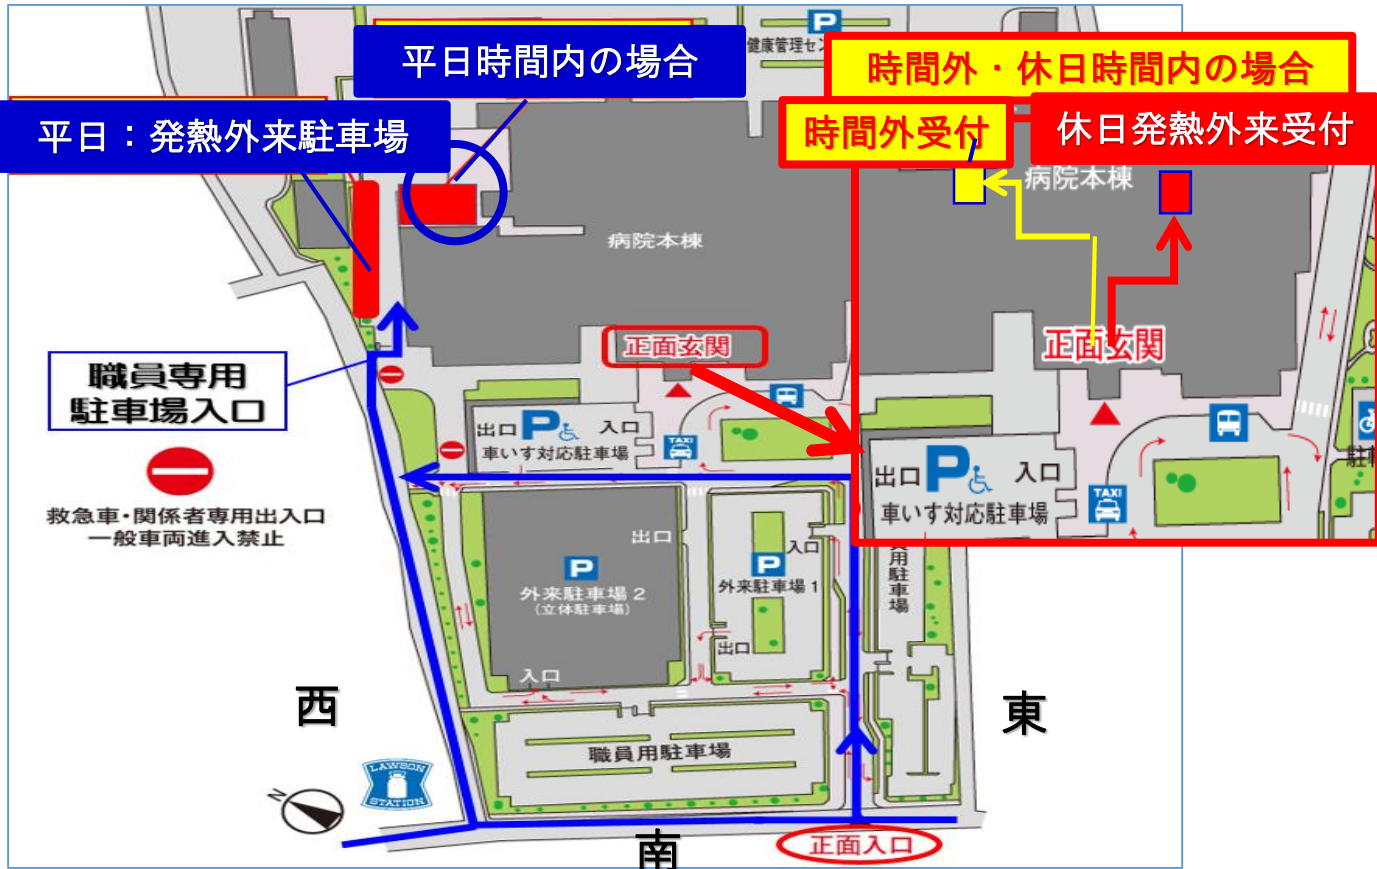 平日時間内の場合
健康管理セン
時間外・休日時間内の場合
平日：発熱外来駐車場
時間外受付
休日発熱外来受付
病院本棟
病院本棟
正面玄関
正面玄関
職員専用
駐車場入口
救急車・関係者専用出入口
一般車両進入禁止
出口 P 入口
車いす対応駐車場
TAXI
出口 P 入口
車いす対応駐車場
TAXI
P
出口
P
外来駐車場2
(立体駐車場)
入口
入口
P
外来駐車場1
出口
員用駐車場
駐
西
東
職員用駐車場
LAWSON
STATION
N
南
正面入口